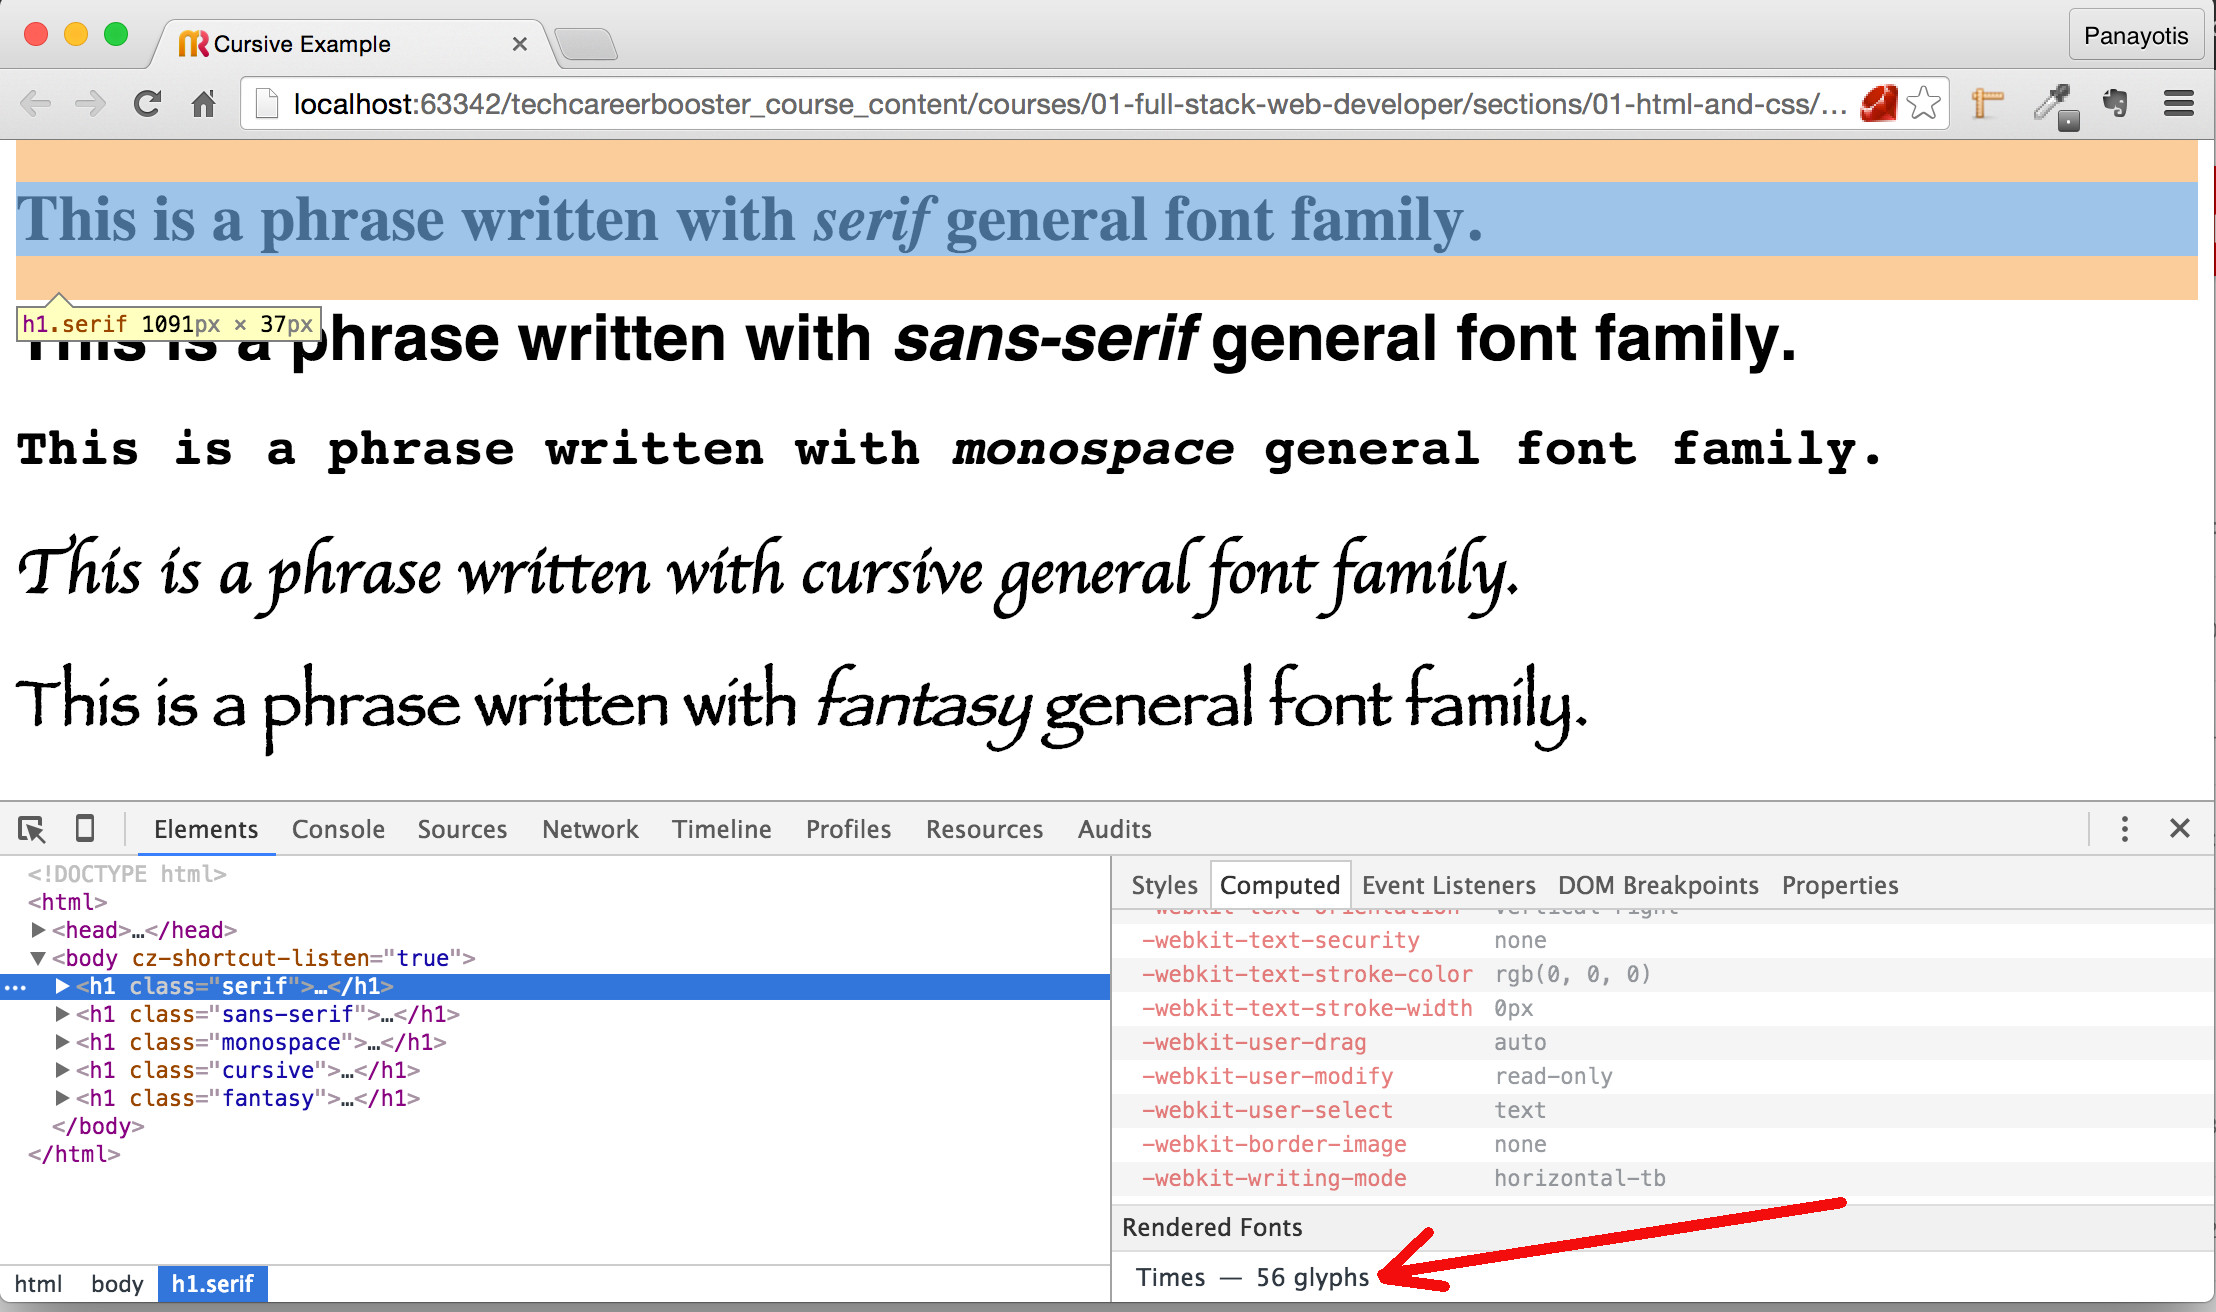 Cursive Example
Panayotis
localhost:63342/techcareerbooster_course_content/courses/01-full-stack-web-developer/sections/01-html-and-css/...
This is a phrase written with serif general font family.
h1.serif 1091px × 37px
This is a phrase written with sans-serif general font family.
This is a phrase written with monospace general font family.
This is a phrase written with cursive general font family.
This is a phrase written with fantasy general font family.
Elements Console Sources Network Timeline Profiles Resources Audits
<!DOCTYPE html>
<html>
<head>…</head>
<body cz-shortcut-listen="true">
<h1 class="serif">…</h1>
<h1 class="sans-serif">…</h1>
<h1 class="monospace">…</h1>
<h1 class="cursive">…</h1>
<h1 class="fantasy">…</h1>
</body>
</html>
html body h1.serif
Styles Computed Event Listeners DOM Breakpoints Properties
-webkit-text-orientation vertical-right
-webkit-text-security none
-webkit-text-stroke-color rgb(0, 0, 0)
-webkit-text-stroke-width 0px
-webkit-user-drag auto
-webkit-user-modify read-only
-webkit-user-select text
-webkit-border-image none
-webkit-writing-mode horizontal-tb
Rendered Fonts
Times — 56 glyphs